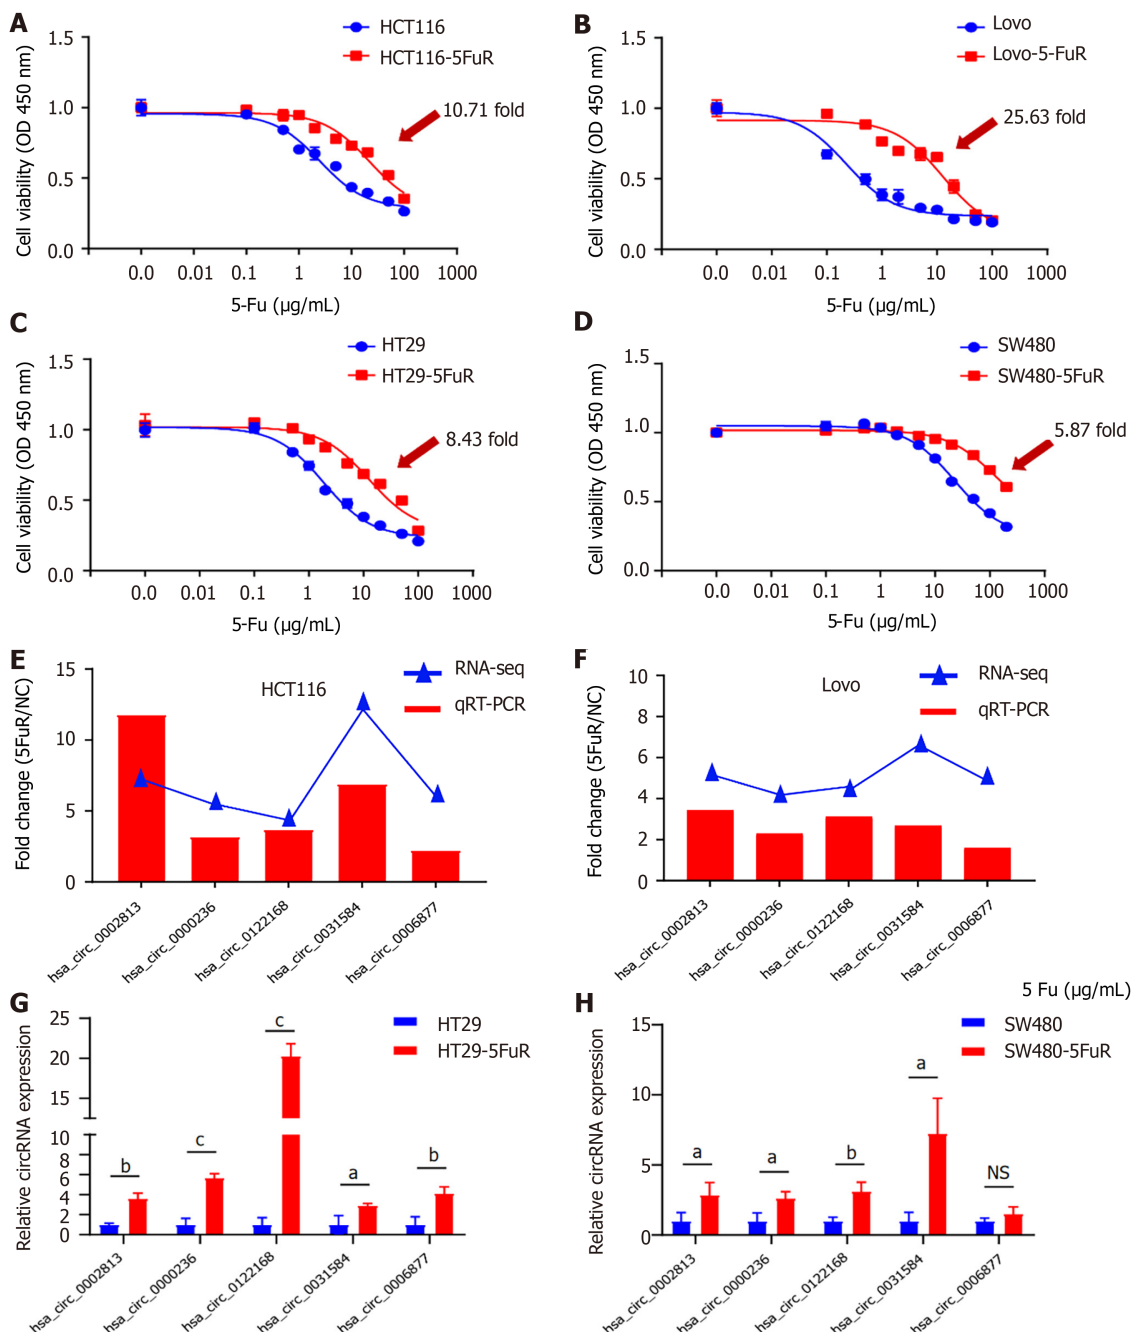 A
HCT116
HCT116-5FuR
10.71 fold
Cell viability (OD 450 nm)
1.5
1.0
0.5
0.0
0.0 0.01 0.1 1 10 100 1000
5-Fu (µg/mL)
B
Lovo
Lovo-5-FuR
25.63 fold
Cell viability (OD 450 nm)
1.5
1.0
0.5
0.0
0.0 0.01 0.1 1 10 100 1000
5-Fu (µg/mL)
C
HT29
HT29-5FuR
8.43 fold
Cell viability (OD 450 nm)
1.5
1.0
0.5
0.0
0.0 0.01 0.1 1 10 100 1000
5-Fu (µg/mL)
D
SW480
SW480-5FuR
5.87 fold
Cell viability (OD 450 nm)
1.5
1.0
0.5
0.0
0.0 0.01 0.1 1 10 100 1000
5-Fu (µg/mL)
E
HCT116
RNA-seq
qRT-PCR
Fold change (5FuR/NC)
15
10
5
0
hsa_circ_0002813
hsa_circ_0000236
hsa_circ_0122168
hsa_circ_0031584
hsa_circ_0006877
F
Lovo
RNA-seq
qRT-PCR
Fold change (5FuR/NC)
10
8
6
4
2
0
hsa_circ_0002813
hsa_circ_0000236
hsa_circ_0122168
hsa_circ_0031584
hsa_circ_0006877
5 Fu (µg/mL)
G
HT29
HT29-5FuR
Relative circRNA expression
25
20
15
10
8
6
4
2
0
b
c
c
a
b
hsa_circ_0002813
hsa_circ_0000236
hsa_circ_0122168
hsa_circ_0031584
hsa_circ_0006877
H
SW480
SW480-5FuR
Relative circRNA expression
15
10
5
0
a
a
b
a
NS
hsa_circ_0002813
hsa_circ_0000236
hsa_circ_0122168
hsa_circ_0031584
hsa_circ_0006877